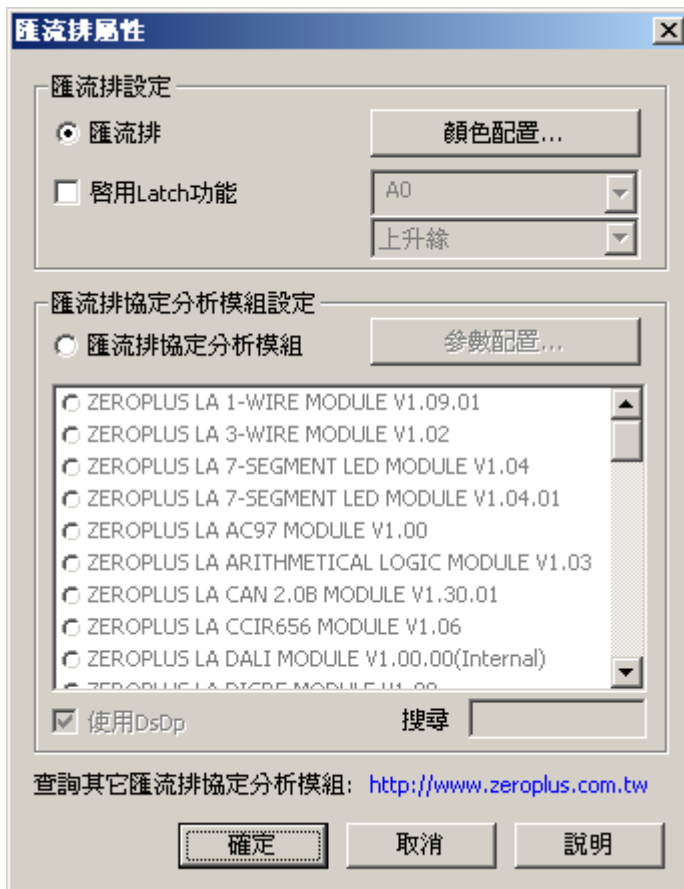 匯流排屬性
匯流排設定
匯流排
顏色配置...
啓用Latch功能
A0
上升緣
匯流排協定分析模組設定
匯流排協定分析模組
參數配置...
ZEROPLUS LA 1-WIRE MODULE V1.09.01
ZEROPLUS LA 3-WIRE MODULE V1.02
ZEROPLUS LA 7-SEGMENT LED MODULE V1.04
ZEROPLUS LA 7-SEGMENT LED MODULE V1.04.01
ZEROPLUS LA AC97 MODULE V1.00
ZEROPLUS LA ARITHMETICAL LOGIC MODULE V1.03
ZEROPLUS LA CAN 2.0B MODULE V1.30.01
ZEROPLUS LA CCIR656 MODULE V1.06
ZEROPLUS LA DALI MODULE V1.00.00(Internal)
ZEROPLUS LA MODULE
使用DsDp
搜尋
查詢其它匯流排協定分析模組: http://www.zeroplus.com.tw
確定
取消
說明